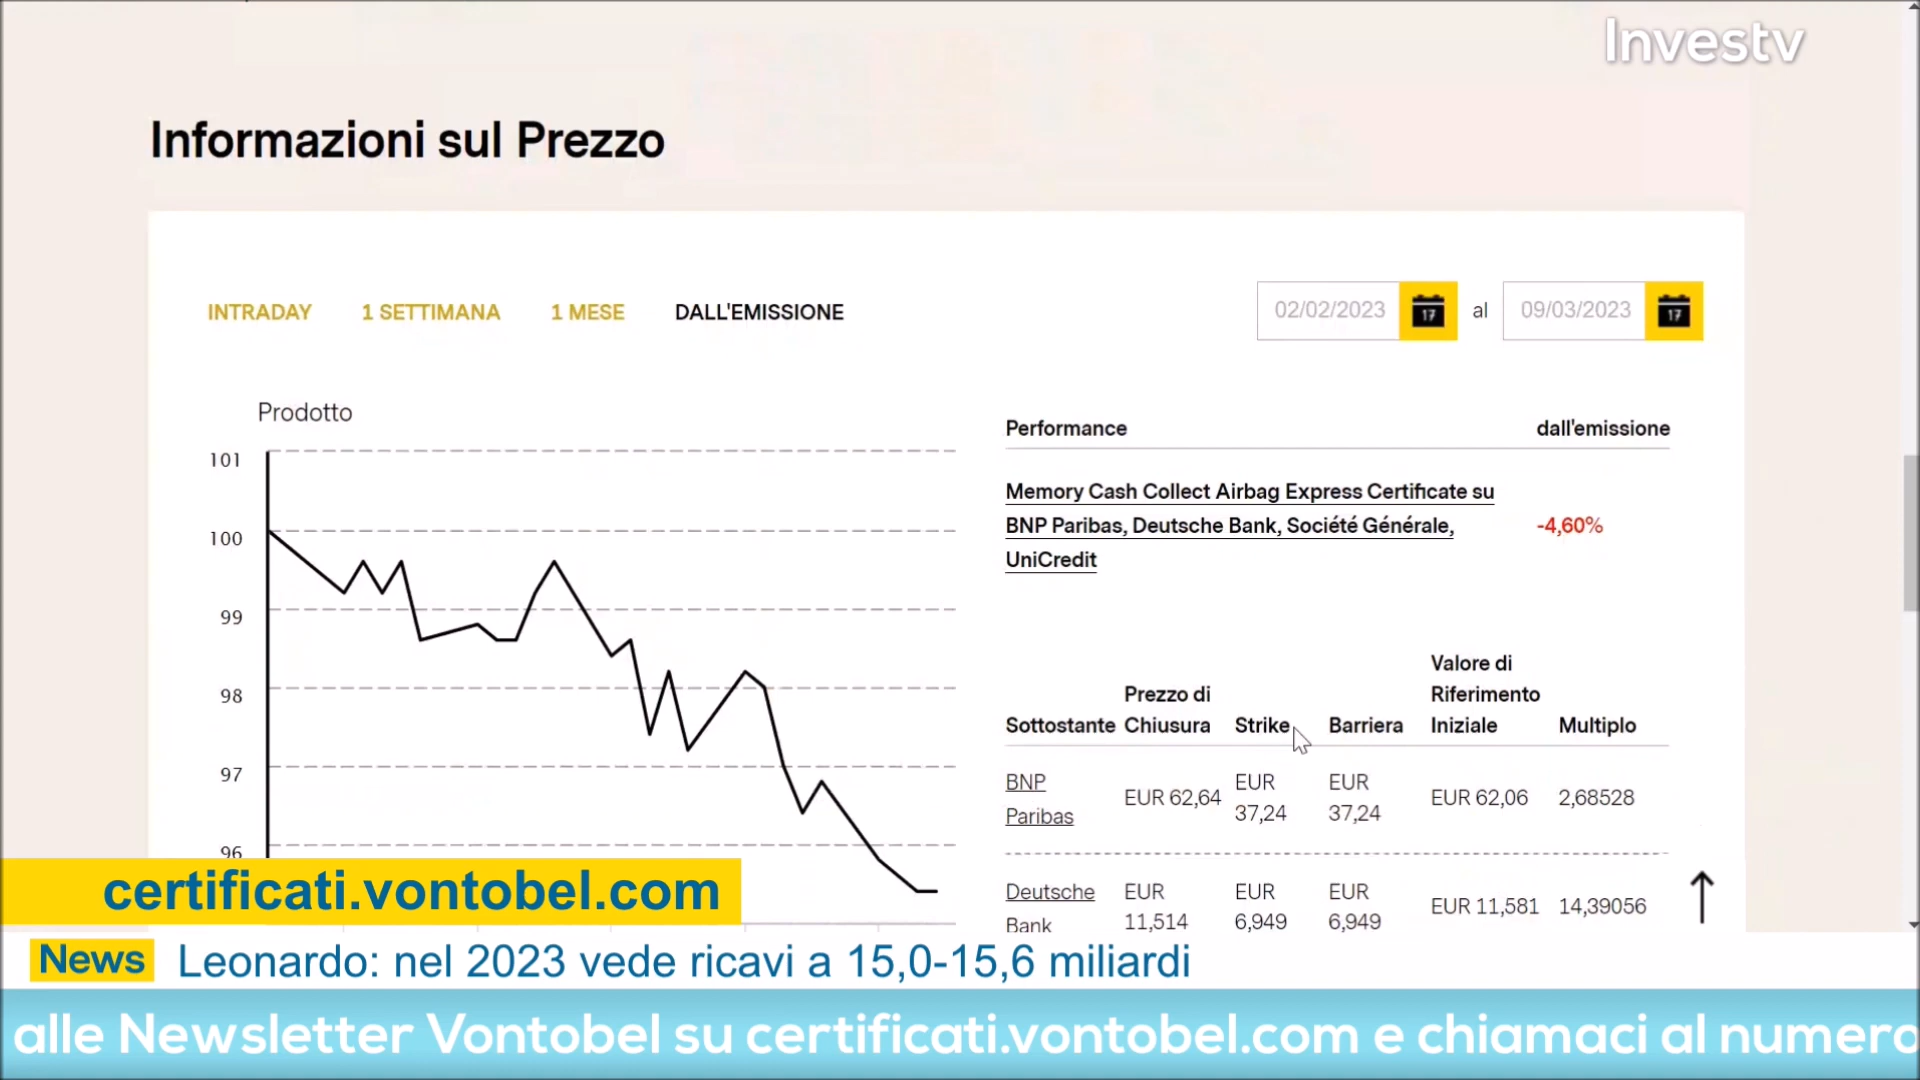 Investv
Informazioni sul Prezzo
INTRADAY 1 SETTIMANA 1 MESE DALL'EMISSIONE
02/02/2023 17 al 09/03/2023 17
Prodotto
101
100
99
98
97
96
Performance dall'emissione
Memory Cash Collect Airbag Express Certificate su
BNP Paribas, Deutsche Bank, Société Générale,
UniCredit
-4,60%
Sottostante Prezzo di Chiusura Strike Barriera Valore di Riferimento Iniziale Multiplo
BNP Paribas EUR 62,64 EUR 37,24 EUR 37,24 EUR 62,06 2,68528
Deutsche Bank EUR 11,514 EUR 6,949 EUR 6,949 EUR 11,581 14,39056
certificati.vontobel.com
News Leonardo: nel 2023 vede ricavi a 15,0-15,6 miliardi
alle Newsletter Vontobel su certificati.vontobel.com e chiamaci al numero